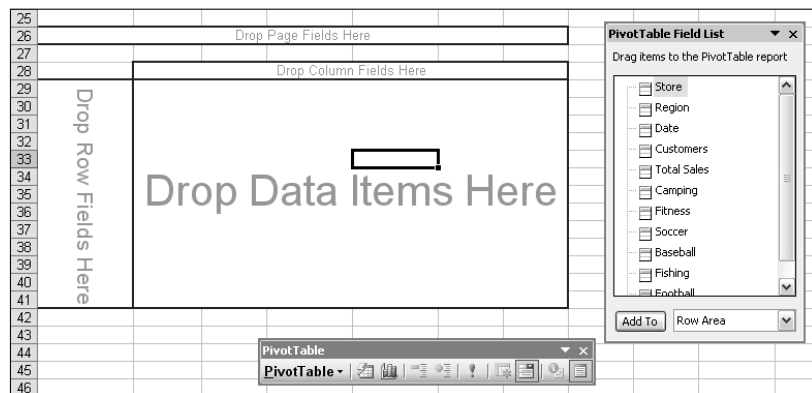 25
26 Drop Page Fields Here
27
28 Drop Column Fields Here
29
30
31
32
33
34
35
36
37
38
39
40
41
42
43
44
45
46
Drop Row Fields Here
Drop Data Items Here
PivotTable Field List
Drag items to the PivotTable report
Store
Region
Date
Customers
Total Sales
Camping
Fitness
Soccer
Baseball
Fishing
Football
Add To Row Area
PivotTable
PivotTable